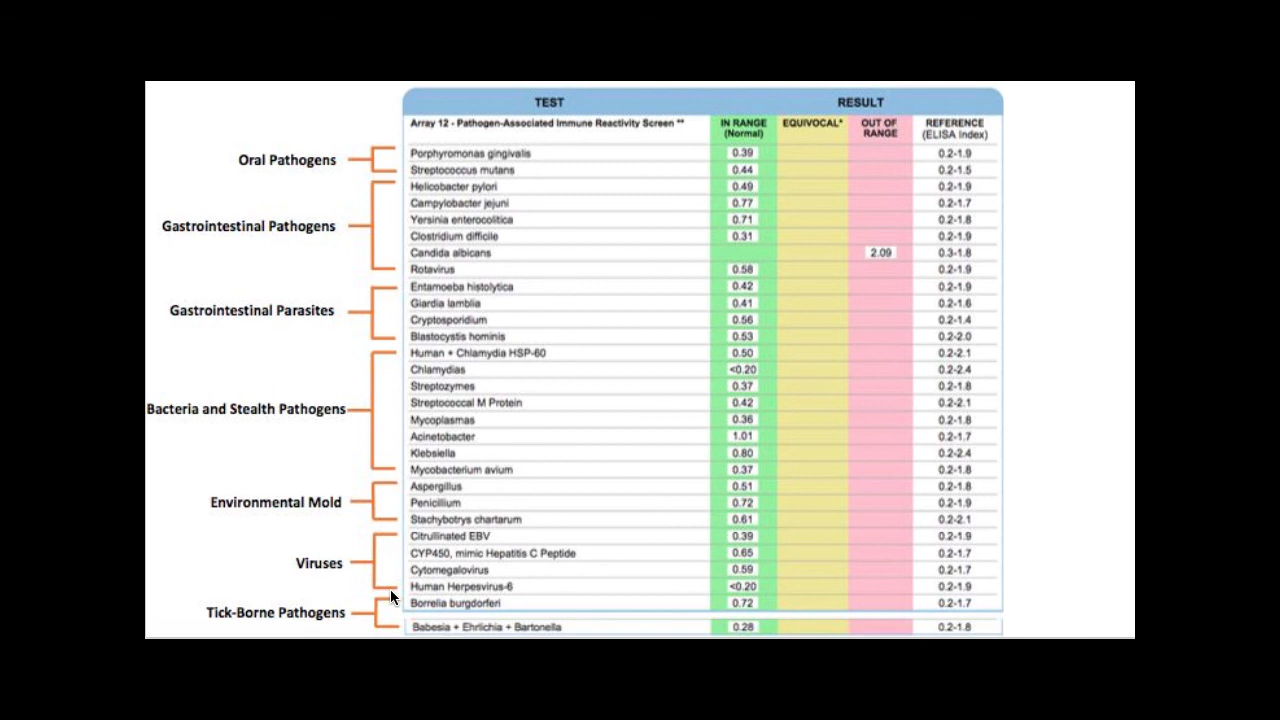 TEST RESULT
Array 12 - Pathogen-Associated Immune Reactivity Screen ** IN RANGE (Normal) EQUIVOCAL* OUT OF RANGE REFERENCE (ELISA Index)
Oral Pathogens
Porphyromonas gingivalis 0.39 0.2-1.9
Streptococcus mutans 0.44 0.2-1.5
Gastrointestinal Pathogens
Helicobacter pylori 0.49 0.2-1.9
Campylobacter jejuni 0.77 0.2-1.7
Yersinia enterocolitica 0.71 0.2-1.8
Clostridium difficile 0.31 0.2-1.9
Candida albicans 2.09 0.3-1.8
Rotavirus 0.58 0.2-1.9
Gastrointestinal Parasites
Entamoeba histolytica 0.42 0.2-1.9
Giardia lamblia 0.41 0.2-1.6
Cryptosporidium 0.56 0.2-1.4
Blastocystis hominis 0.53 0.2-2.0
Bacteria and Stealth Pathogens
Human + Chlamydia HSP-60 0.50 0.2-2.1
Chlamydias <0.20 0.2-2.4
Streptozymes 0.37 0.2-1.8
Streptococcal M Protein 0.42 0.2-2.1
Mycoplasmas 0.36 0.2-1.8
Acinetobacter 1.01 0.2-1.7
Klebsiella 0.80 0.2-2.4
Mycobacterium avium 0.37 0.2-1.8
Environmental Mold
Aspergillus 0.51 0.2-1.8
Penicillium 0.72 0.2-1.9
Stachybotrys chartarum 0.61 0.2-2.1
Viruses
Citrullinated EBV 0.39 0.2-1.9
CYP450, mimic Hepatitis C Peptide 0.65 0.2-1.7
Cytomegalovirus 0.59 0.2-1.7
Human Herpesvirus-6 <0.20 0.2-1.9
Tick-Borne Pathogens
Borrelia burgdorferi 0.72 0.2-1.7
Babesia + Ehrlichia + Bartonella 0.28 0.2-1.8